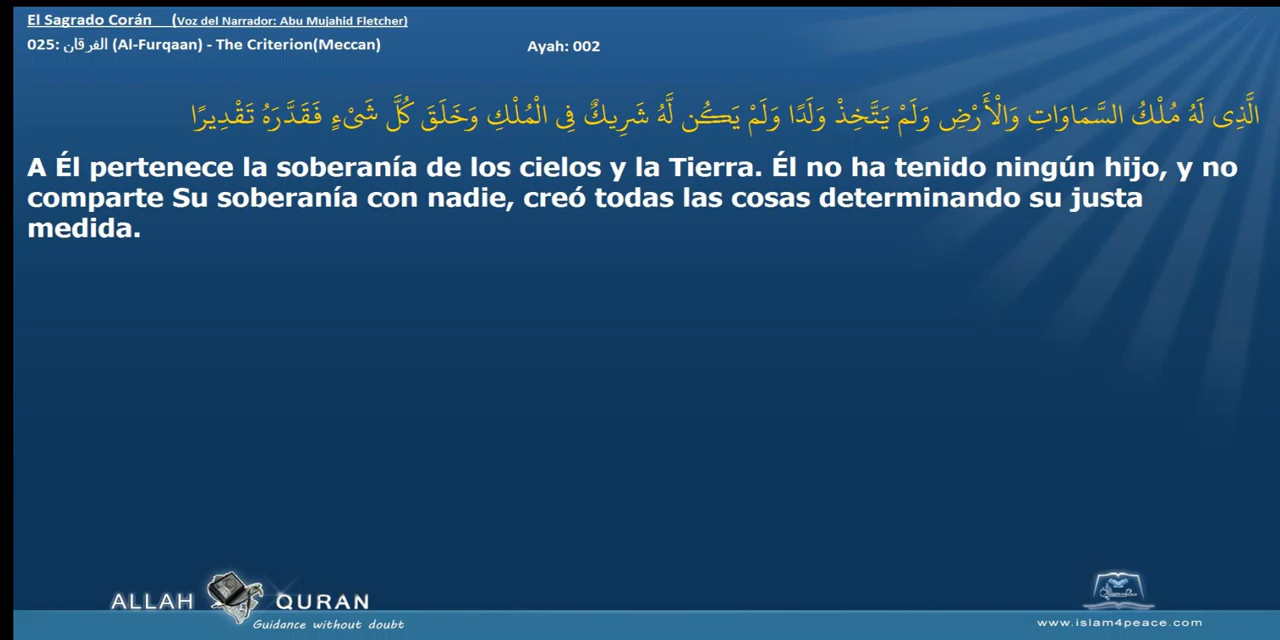 El Sagrado Corán (Voz del Narrador: Abu Mujahid Fletcher)
025: الفرقان (Al-Furqaan) - The Criterion(Meccan) Ayah: 002
الَّذِى لَهُ مُلْكُ السَّمَاوَاتِ وَالْأَرْضِ وَلَمْ يَتَّخِذْ وَلَدًا وَلَمْ يَكُن لَّهُ شَرِيكٌ فِى الْمُلْكِ وَخَلَقَ كُلَّ شَىْءٍ فَقَدَّرَهُ تَقْدِيرًا
A Él pertenece la soberanía de los cielos y la Tierra. Él no ha tenido ningún hijo, y no
comparte Su soberanía con nadie, creó todas las cosas determinando su justa
medida.
ALLAH QURAN
Guidance without doubt
www.islam4peace.com